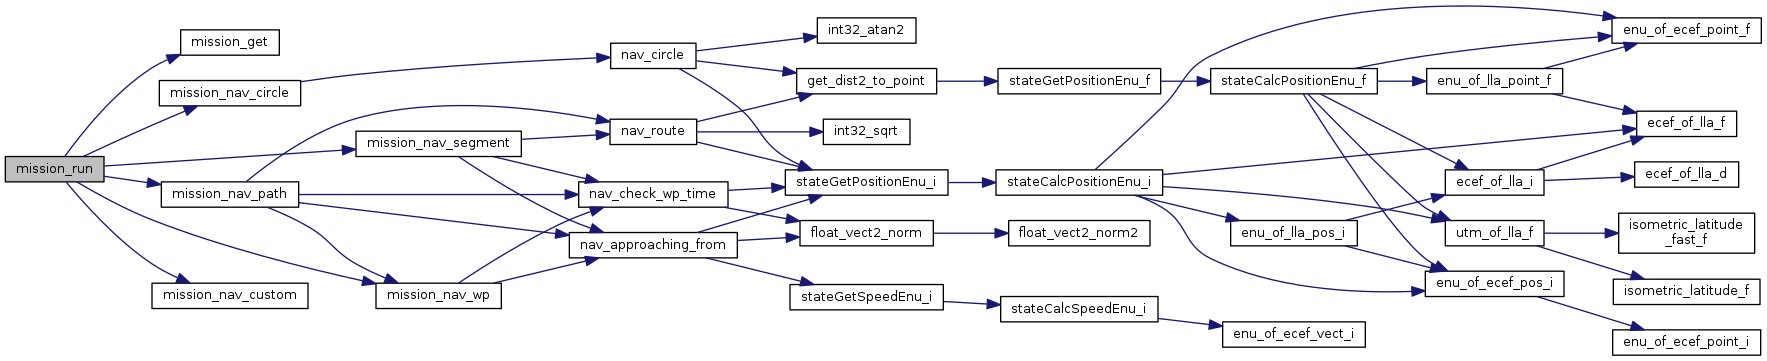 mission_run
mission_get
mission_nav_circle
mission_nav_segment
mission_nav_path
mission_nav_custom
mission_nav_wp
nav_circle
nav_route
nav_check_wp_time
nav_approaching_from
int32_atan2
get_dist2_to_point
int32_sqrt
stateGetPositionEnu_i
float_vect2_norm
stateGetSpeedEnu_i
stateGetPositionEnu_f
stateCalcPositionEnu_i
float_vect2_norm2
stateCalcSpeedEnu_i
stateCalcPositionEnu_f
enu_of_lla_pos_i
enu_of_ecef_vect_i
enu_of_lla_point_f
ecef_of_lla_i
utm_of_lla_f
enu_of_ecef_pos_i
enu_of_ecef_point_f
ecef_of_lla_f
ecef_of_lla_d
isometric_latitude
_fast_f
isometric_latitude_f
enu_of_ecef_point_i